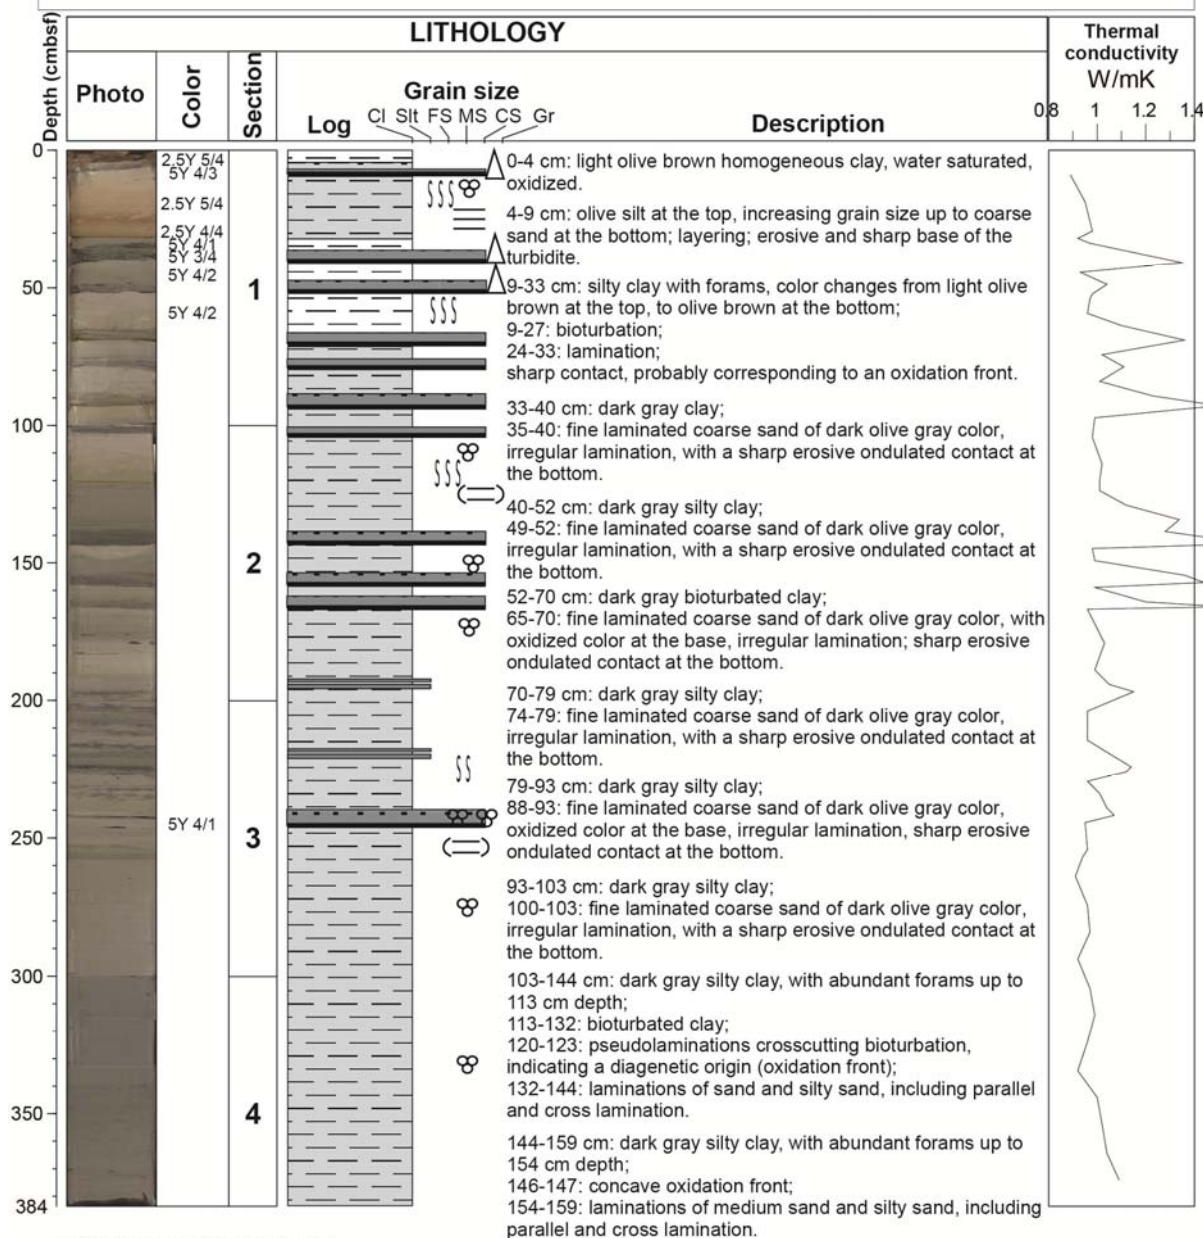 LITHOLOGY
Thermal
conductivity
W/mK
0.8 1 1.2 1.4
Depth (cmbsf)
Photo
Color
Section
Log
Grain size
Cl Slt FS MS CS Gr
Description
0
50
100
150
200
250
300
350
384
2.5Y 5/4
5Y 4/3
2.5Y 5/4
2.5Y 4/4
5Y 4/1
5Y 3/4
5Y 4/2
5Y 4/2
5Y 4/1
1
2
3
4
0-4 cm: light olive brown homogeneous clay, water saturated,
oxidized.
4-9 cm: olive silt at the top, increasing grain size up to coarse
sand at the bottom; layering; erosive and sharp base of the
turbidite.
9-33 cm: silty clay with forams, color changes from light olive
brown at the top, to olive brown at the bottom;
9-27: bioturbation;
24-33: lamination;
sharp contact, probably corresponding to an oxidation front.
33-40 cm: dark gray clay;
35-40: fine laminated coarse sand of dark olive gray color,
irregular lamination, with a sharp erosive ondulated contact at
the bottom.
40-52 cm: dark gray silty clay;
49-52: fine laminated coarse sand of dark olive gray color,
irregular lamination, with a sharp erosive ondulated contact at
the bottom.
52-70 cm: dark gray bioturbated clay;
65-70: fine laminated coarse sand of dark olive gray color, with
oxidized color at the base, irregular lamination; sharp erosive
ondulated contact at the bottom.
70-79 cm: dark gray silty clay;
74-79: fine laminated coarse sand of dark olive gray color,
irregular lamination, with a sharp erosive ondulated contact at
the bottom.
79-93 cm: dark gray silty clay;
88-93: fine laminated coarse sand of dark olive gray color,
oxidized color at the base, irregular lamination, sharp erosive
ondulated contact at the bottom.
93-103 cm: dark gray silty clay;
100-103: fine laminated coarse sand of dark olive gray color,
irregular lamination, with a sharp erosive ondulated contact at
the bottom.
103-144 cm: dark gray silty clay, with abundant forams up to
113 cm depth;
113-132: bioturbated clay;
120-123: pseudolaminations crosscutting bioturbation,
indicating a diagenetic origin (oxidation front);
132-144: laminations of sand and silty sand, including parallel
and cross lamination.
144-159 cm: dark gray silty clay, with abundant forams up to
154 cm depth;
146-147: concave oxidation front;
154-159: laminations of medium sand and silty sand, including
parallel and cross lamination.